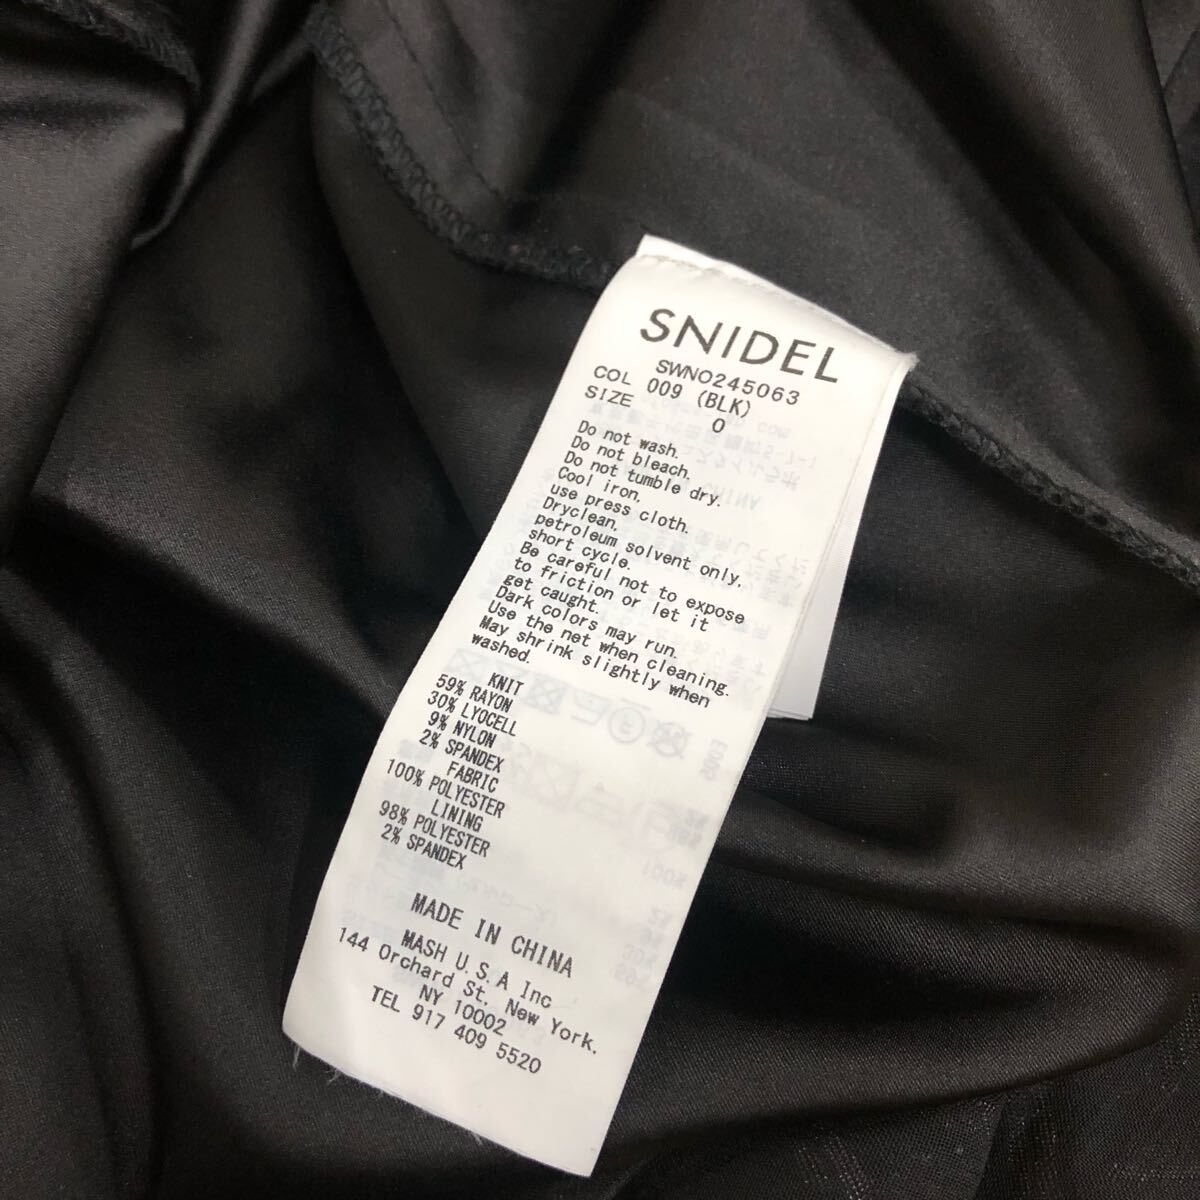 SNIDEL
SWNO245063
COL 009 (BLK)
SIZE 0
Do not wash.
Do not bleach.
Do not tumble dry.
Cool iron,
use press cloth.
Dryclean,
petroleum solvent only,
short cycle.
Be careful not to expose
to friction or let it
get caught.
Dark colors may run.
Use the net when cleaning.
May shrink slightly when
washed.
KNIT
59% RAYON
30% LYOCELL
9% NYLON
2% SPANDEX
FABRIC
100% POLYESTER
LINING
98% POLYESTER
2% SPANDEX
MADE IN CHINA
MASH U.S.A Inc
144 Orchard St, New York,
NY 10002
TEL 917 409 5520